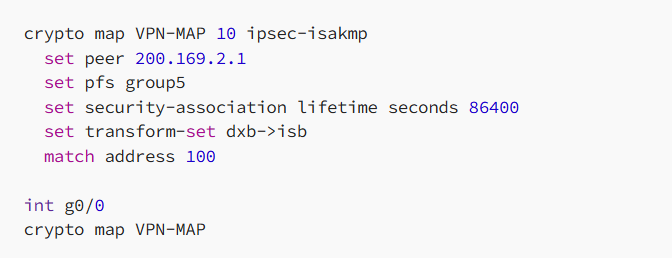 crypto map VPN-MAP 10 ipsec-isakmp
set peer 200.169.2.1
set pfs group5
set security-association lifetime seconds 86400
set transform-set dxb->isb
match address 100
int g0/0
crypto map VPN-MAP